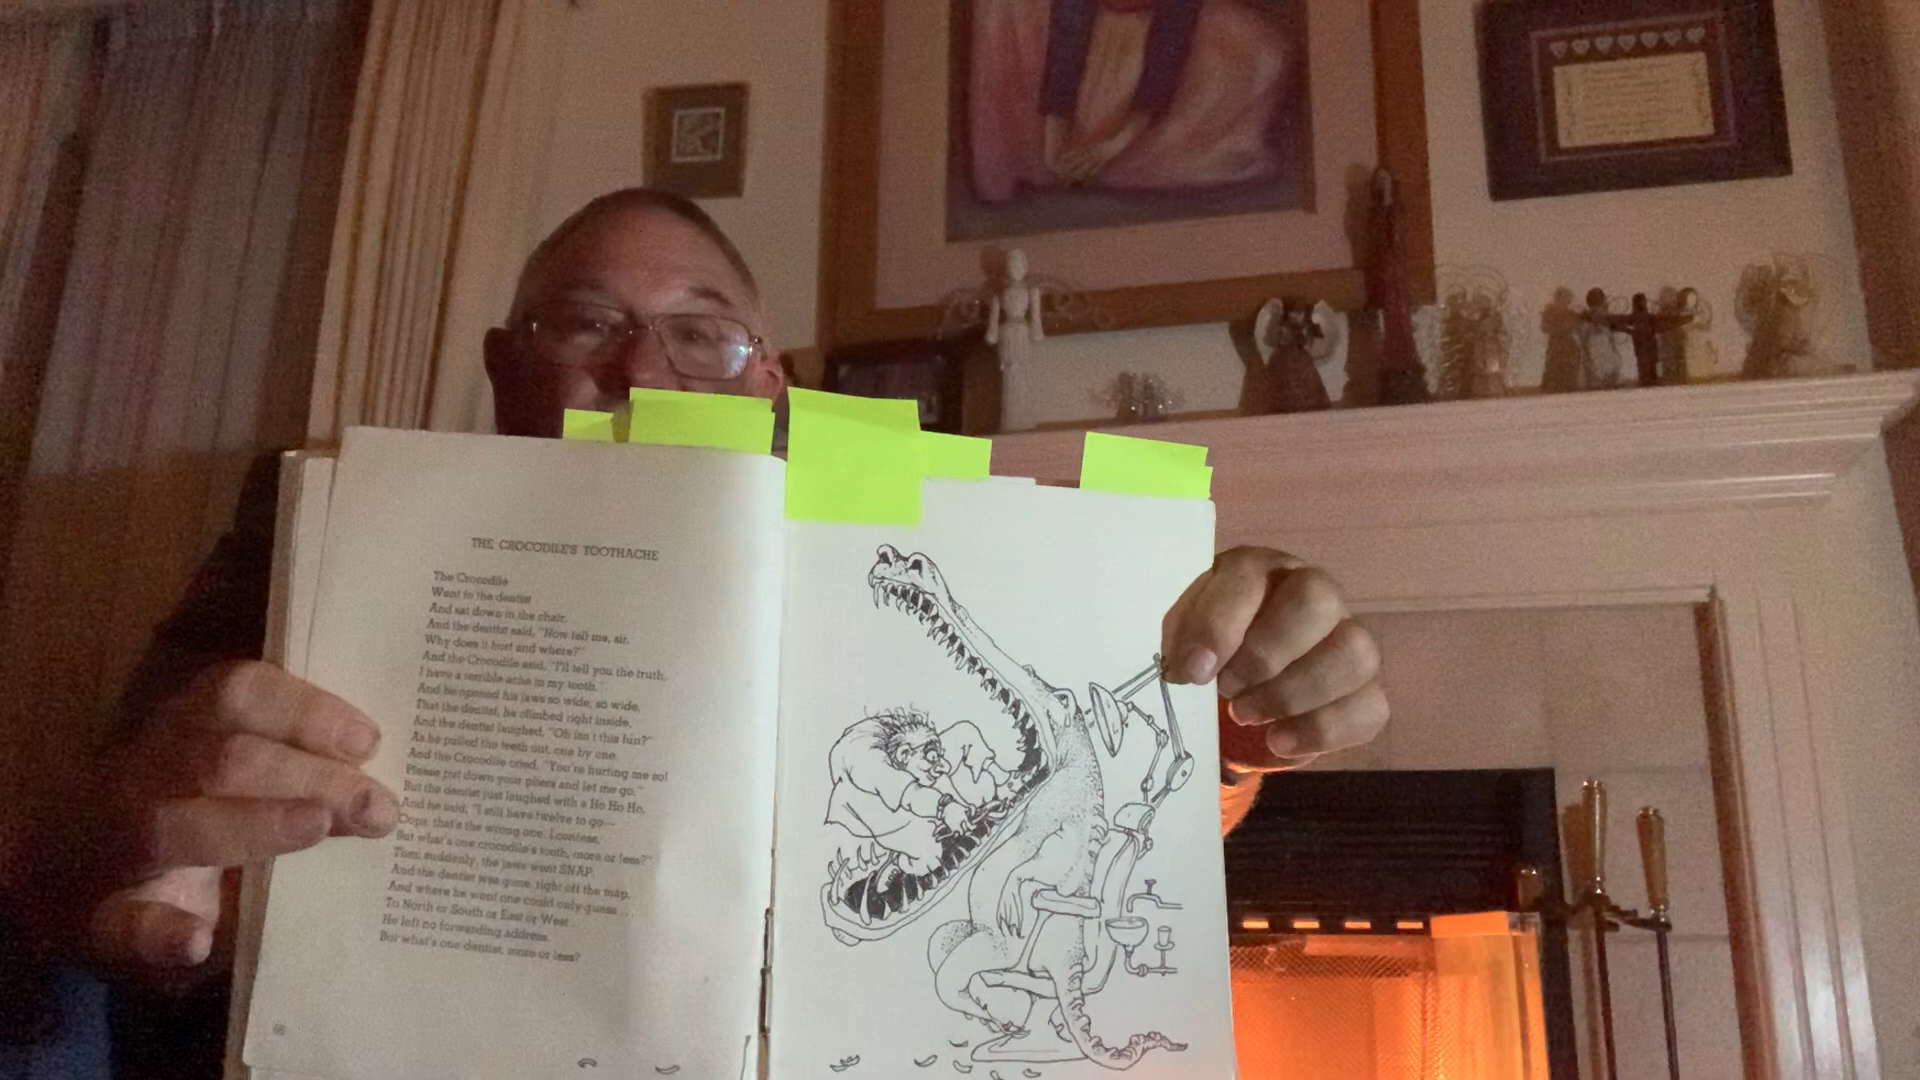 THE CROCODILE'S TOOTHACHE
The Crocodile
Went to the dentist
And sat down in the chair,
And the dentist said, "Now tell me, sir,
Why does it hurt and where?"
And the Crocodile said, "I'll tell you the truth,
I have a terrible ache in my tooth."
And he opened his jaws so wide, so wide,
That the dentist, he climbed right inside,
And the dentist laughed, "Oh isn't this fun?"
As he pulled the teeth out, one by one.
And the Crocodile cried, "You're hurting me so!
Please put down your pliers and let me go."
But the dentist just laughed with a Ho Ho Ho,
And he said, "I still have twelve to go—
Oops, that's the wrong one, I confess,
But what's one crocodile's tooth, more or less?"
Then suddenly, the jaws went SNAP,
And the dentist was gone, right off the map,
And where he went one could only guess ...
To North or South or East or West ...
He left no forwarding address.
But what's one dentist, more or less?
66